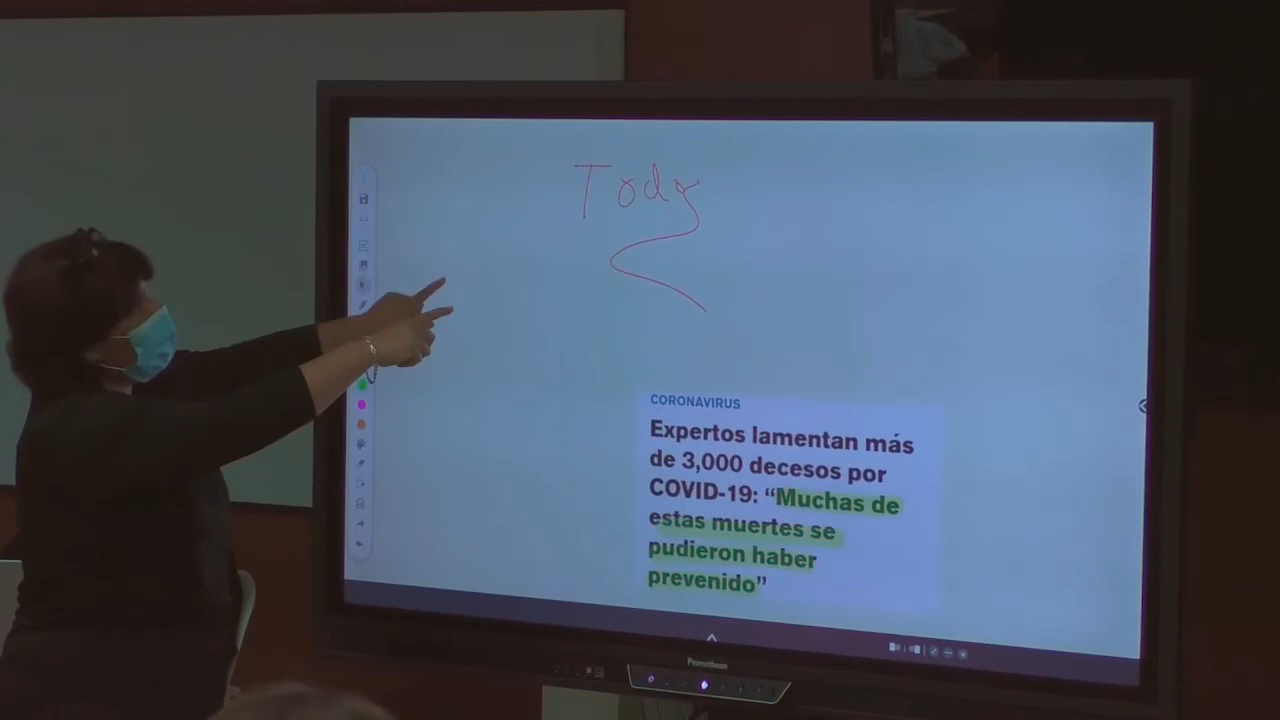 Todo
CORONAVIRUS
Expertos lamentan más
de 3,000 decesos por
COVID-19: “Muchas de
estas muertes se
pudieron haber
prevenido”
Promethean